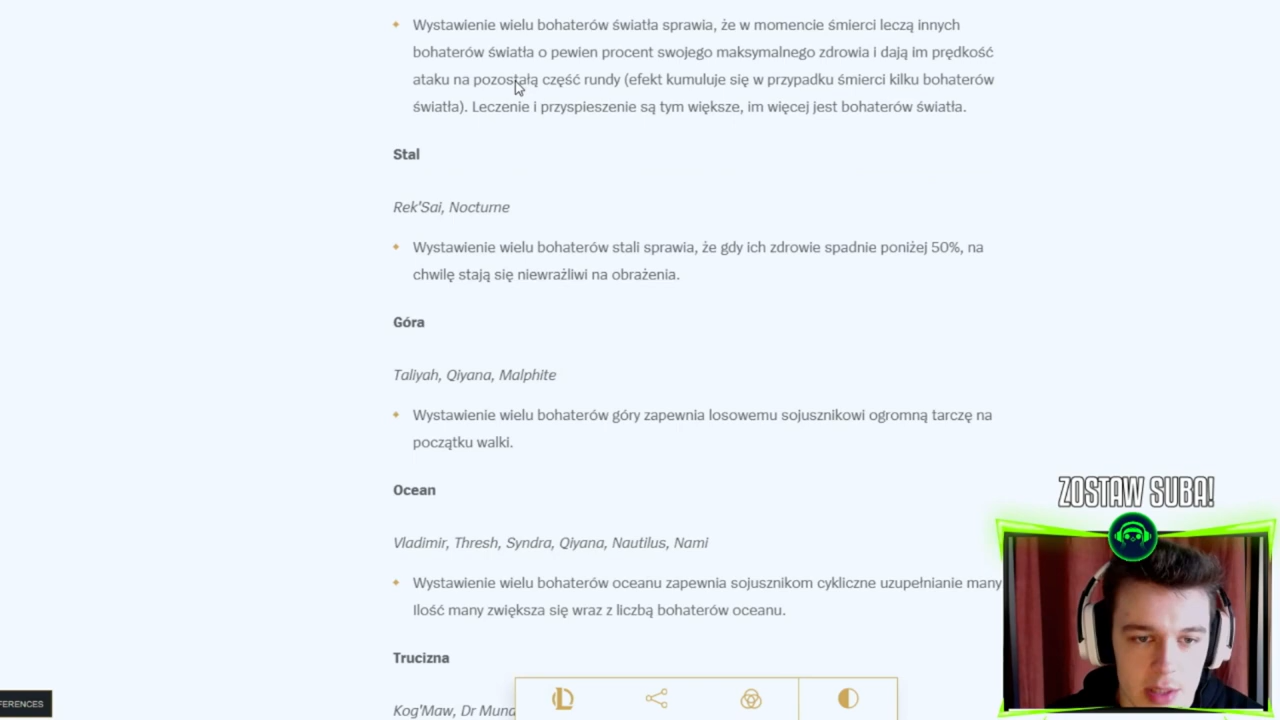 Wystawienie wielu bohaterów światła sprawia, że w momencie śmierci leczą innych
bohaterów światła o pewien procent swojego maksymalnego zdrowia i dają im prędkość
ataku na pozostałą część rundy (efekt kumuluje się w przypadku śmierci kilku bohaterów
światła). Leczenie i przyspieszenie są tym większe, im więcej jest bohaterów światła.
Stal
Rek'Sai, Nocturne
Wystawienie wielu bohaterów stali sprawia, że gdy ich zdrowie spadnie poniżej 50%, na
chwilę stają się niewrażliwi na obrażenia.
Góra
Taliyah, Qiyana, Malphite
Wystawienie wielu bohaterów góry zapewnia losowemu sojusznikowi ogromną tarczę na
początku walki.
ZOSTAW SUBA!
Ocean
Vladimir, Thresh, Syndra, Qiyana, Nautilus, Nami
Wystawienie wielu bohaterów oceanu zapewnia sojusznikom cykliczne uzupełnianie many
Ilość many zwiększa się wraz z liczbą bohaterów oceanu.
Trucizna
FERENCES
Kog'Maw, Dr Mund